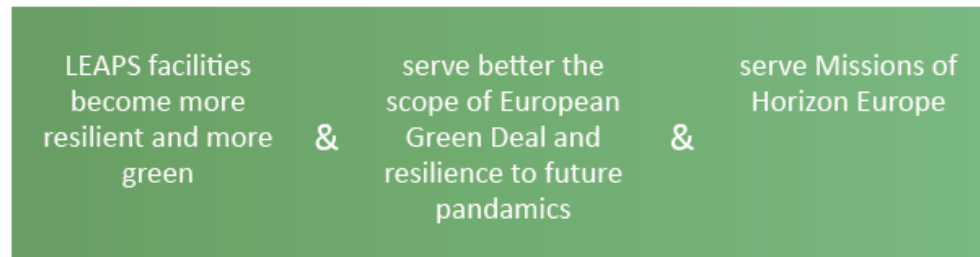 LEAPS facilities
become more
resilient and more
green
&
serve better the
scope of European
Green Deal and
resilience to future
pandamics
&
serve Missions of
Horizon Europe